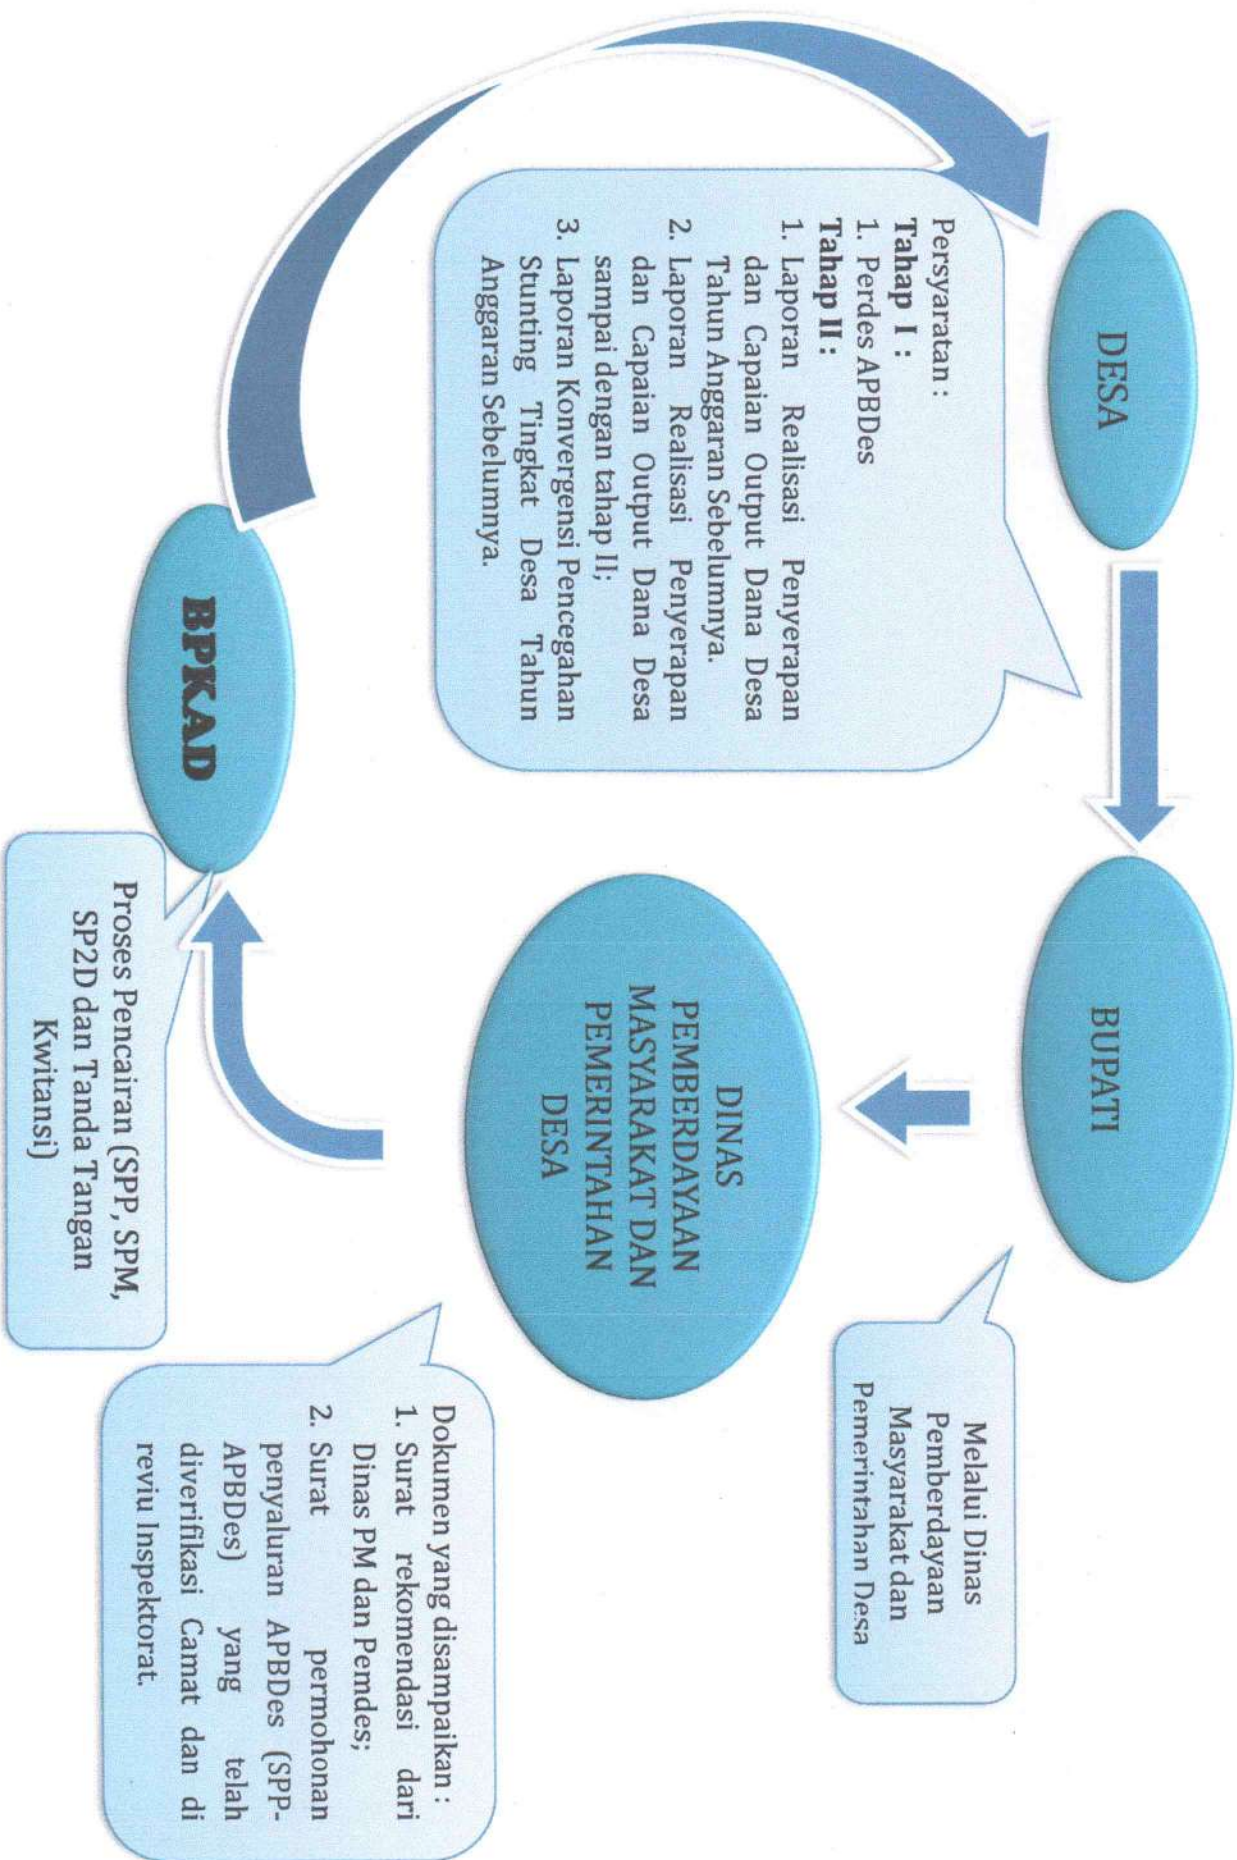 DESA
BUPATI
Melalui Dinas
Pemberdayaan
Masyarakat dan
Pemerintahan Desa
Persyaratan :
Tahap I :
1. Perdes APBDes
Tahap II :
1. Laporan Realisasi Penyerapan
dan Capaian Output Dana Desa
Tahun Anggaran Sebelumnya.
2. Laporan Realisasi Penyerapan
dan Capaian Output Dana Desa
sampai dengan tahap II;
3. Laporan Konvergensi Pencegahan
Stunting Tingkat Desa Tahun
Anggaran Sebelumnya.
DINAS
PEMBERDAYAAN
MASYARAKAT DAN
PEMERINTAHAN
DESA
Dokumen yang disampaikan :
1. Surat rekomendasi dari
Dinas PM dan Pemdes;
2. Surat permohonan
penyaluran APBDes (SPP-
APBDes) yang telah
diverifikasi Camat dan di
reviu Inspektorat.
BPKAD
Proses Pencairan (SPP, SPM,
SP2D dan Tanda Tangan
Kwitansi)